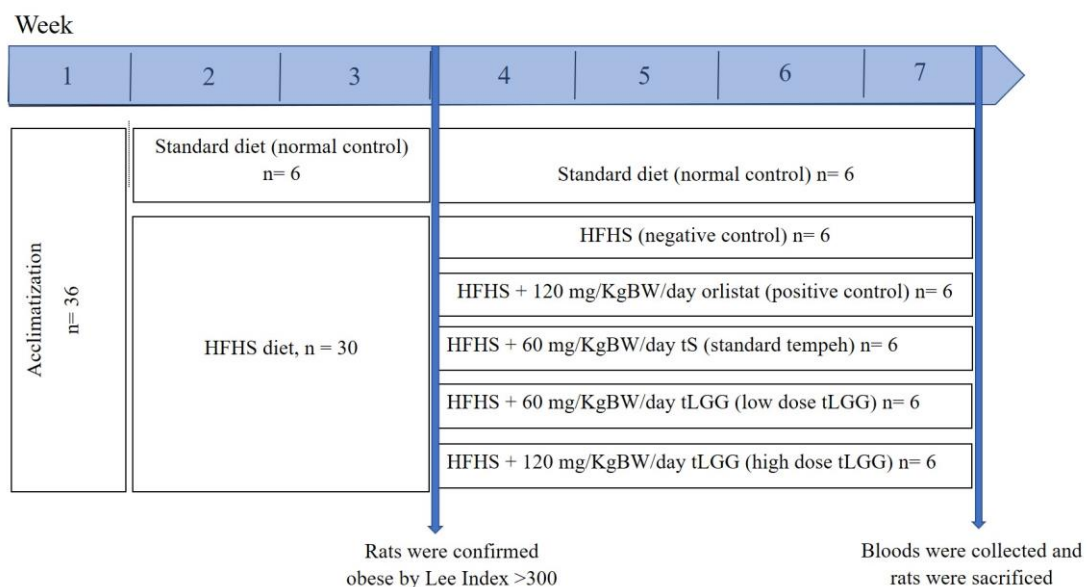 Week
1 2 3 4 5 6 7
Acclimatization
n= 36
Standard diet (normal control)
n= 6
HFHS diet, n = 30
Standard diet (normal control) n= 6
HFHS (negative control) n= 6
HFHS + 120 mg/KgBW/day orlistat (positive control) n= 6
HFHS + 60 mg/KgBW/day tS (standard tempeh) n= 6
HFHS + 60 mg/KgBW/day tLGG (low dose tLGG) n= 6
HFHS + 120 mg/KgBW/day tLGG (high dose tLGG) n= 6
Rats were confirmed
obese by Lee Index >300
Bloods were collected and
rats were sacrificed